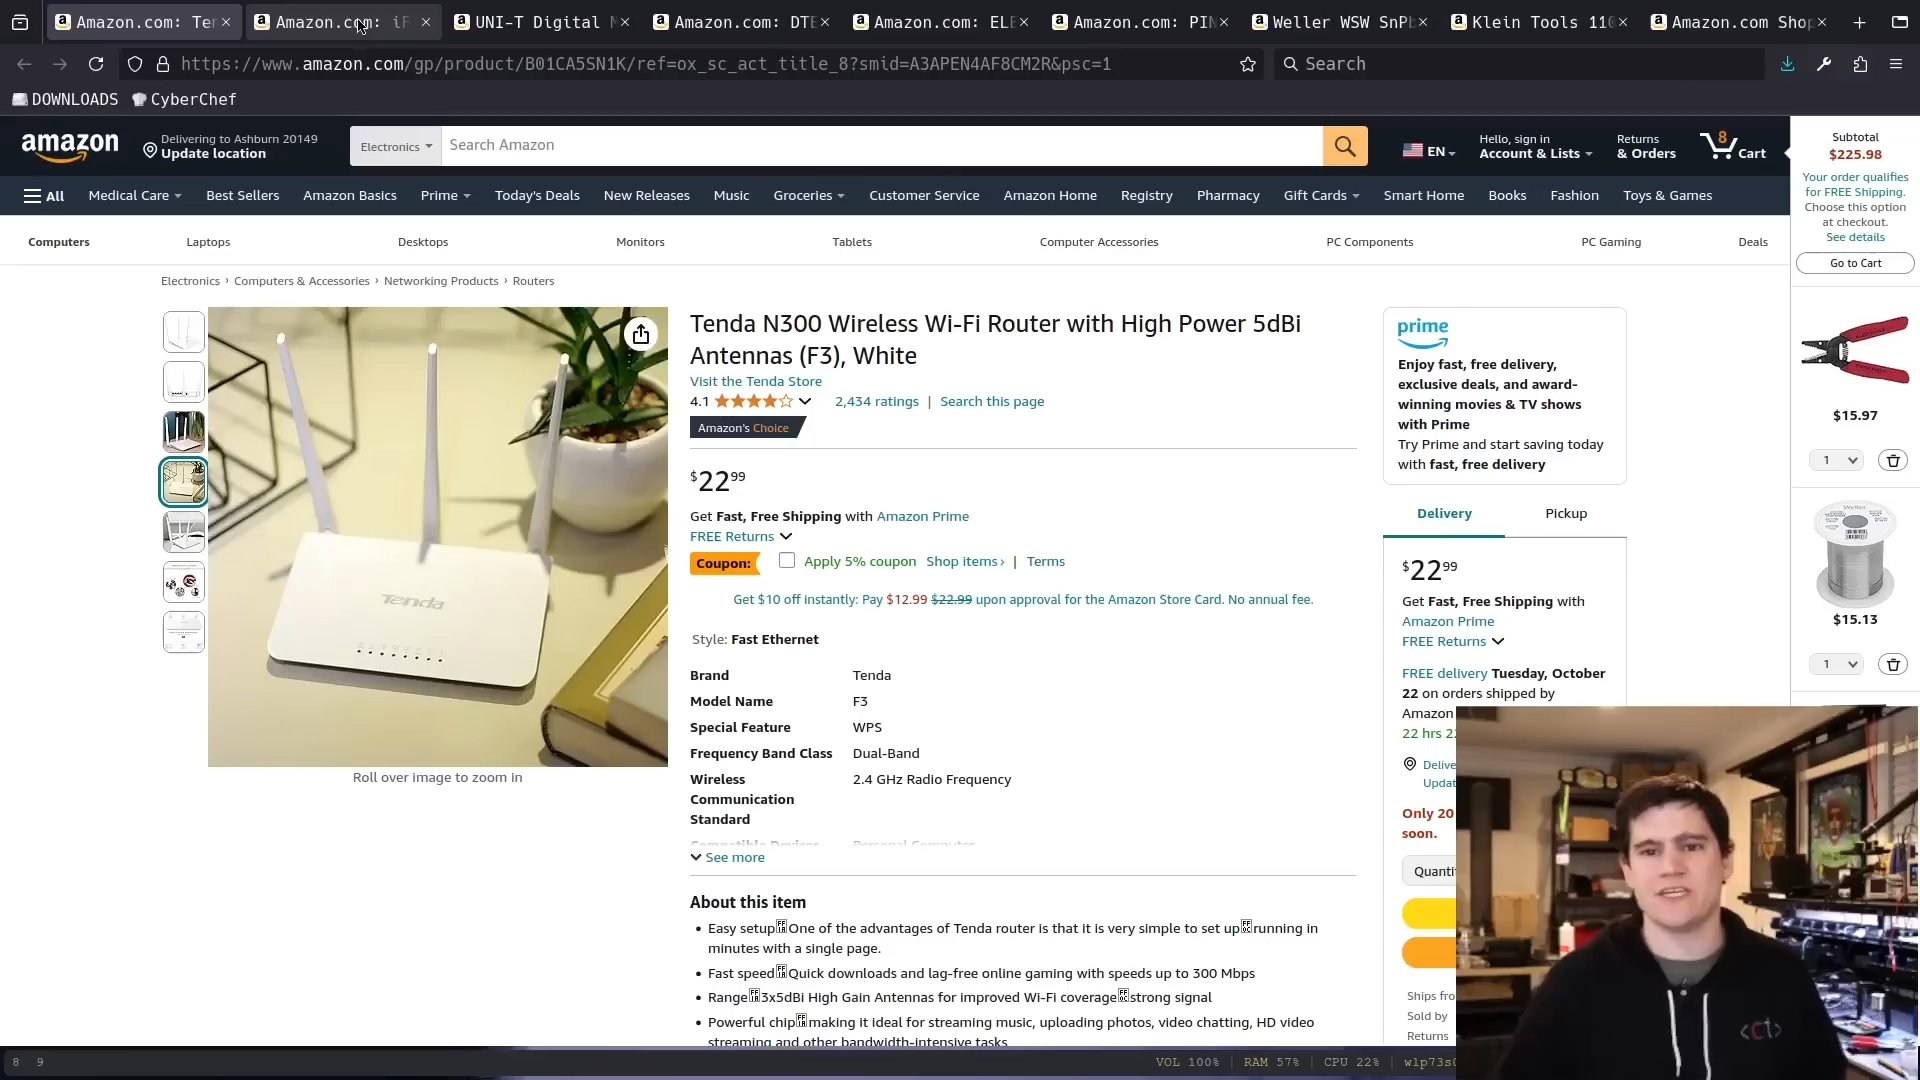 Amazon.com: Ter
Amazon.com: iF
UNI-T Digital M
Amazon.com: DTE
Amazon.com: ELE
Amazon.com: PIN
Weller WSW SnPb
Klein Tools 110
Amazon.com Shop
https://www.amazon.com/gp/product/B01CA5SN1K/ref=ox_sc_act_title_8?smid=A3APEN4AF8CM2R&psc=1
Search
DOWNLOADS
CyberChef
amazon
Delivering to Ashburn 20149
Update location
Electronics
Search Amazon
EN
Hello, sign in
Account & Lists
Returns
& Orders
8
Cart
All
Medical Care
Best Sellers
Amazon Basics
Prime
Today's Deals
New Releases
Music
Groceries
Customer Service
Amazon Home
Registry
Pharmacy
Gift Cards
Smart Home
Books
Fashion
Toys & Games
Computers
Laptops
Desktops
Monitors
Tablets
Computer Accessories
PC Components
PC Gaming
Deals
Electronics › Computers & Accessories › Networking Products › Routers
Tenda
Roll over image to zoom in
Tenda N300 Wireless Wi-Fi Router with High Power 5dBi
Antennas (F3), White
Visit the Tenda Store
4.1
2,434 ratings | Search this page
Amazon's Choice
$22.99
Get Fast, Free Shipping with Amazon Prime
FREE Returns
Coupon: Apply 5% coupon Shop items › | Terms
Get $10 off instantly: Pay $12.99 $22.99 upon approval for the Amazon Store Card. No annual fee.
Style: Fast Ethernet
Brand Tenda
Model Name F3
Special Feature WPS
Frequency Band Class Dual-Band
Wireless 2.4 GHz Radio Frequency
Communication
Standard
Compatible Devices Personal Computer
See more
About this item
Easy setup One of the advantages of Tenda router is that it is very simple to set up running in
minutes with a single page.
Fast speed Quick downloads and lag-free online gaming with speeds up to 300 Mbps
Range 3x5dBi High Gain Antennas for improved Wi-Fi coverage strong signal
Powerful chip making it ideal for streaming music, uploading photos, video chatting, HD video
streaming and other bandwidth-intensive tasks
prime
Enjoy fast, free delivery,
exclusive deals, and award-
winning movies & TV shows
with Prime
Try Prime and start saving today
with fast, free delivery
Delivery
Pickup
$22.99
Get Fast, Free Shipping with
Amazon Prime
FREE Returns
FREE delivery Tuesday, October
22 on orders shipped by
Amazon
22 hrs 2
Delive
Updat
Only 20
soon.
Quanti
Ships fro
Sold by
Returns
Subtotal
$225.98
Your order qualifies
for FREE Shipping.
Choose this option
at checkout.
See details
Go to Cart
$15.97
1
Weller
$15.13
1
<ct>
8 9
VOL 100% | RAM 57% | CPU 22% | wlp73s0